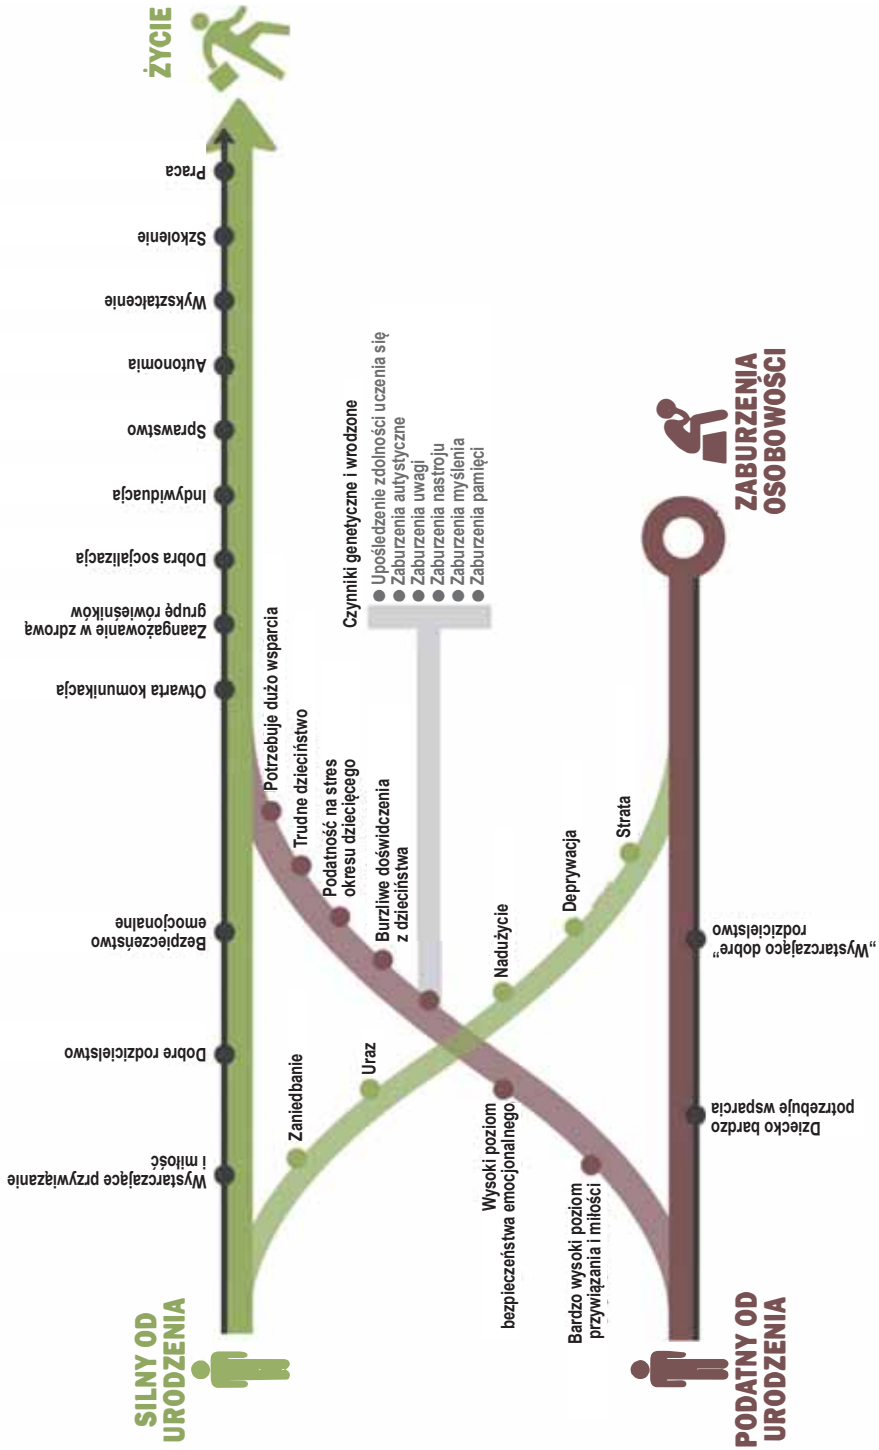 SILNY OD
URODZENIA
Wystarczające przywiązanie
i miłość
Dobre rodzicielstwo
Bezpieczeństwo
emocjonalne
Otwarta komunikacja
Zaangażowanie w zdrową
grupę rówieśników
Dobra socjalizacja
Indywiduacja
Sprawstwo
Autonomia
Wykształcenie
Szkolenie
Praca
ŻYCIE
Zaniedbanie
Uraz
Nadużycie
Deprywacja
Strata
Potrzebuje dużo wsparcia
Trudne dzieciństwo
Podatność na stres
okresu dziecięcego
Burzliwe doświdczenia
z dzieciństwa
Czynniki genetyczne i wrodzone
Upośledzenie zdolności uczenia się
Zaburzenia autystyczne
Zaburzenia uwagi
Zaburzenia nastroju
Zaburzenia myślenia
Zaburzenia pamięci
Wysoki poziom
bezpieczeństwa emocjonalnego
Bardzo wysoki poziom
przywiązania i miłości
PODATNY OD
URODZENIA
Dziecko bardzo
potrzebuje wsparcia
„Wystarczająco dobre”
rodzicielstwo
ZABURZENIA
OSOBOWOŚCI